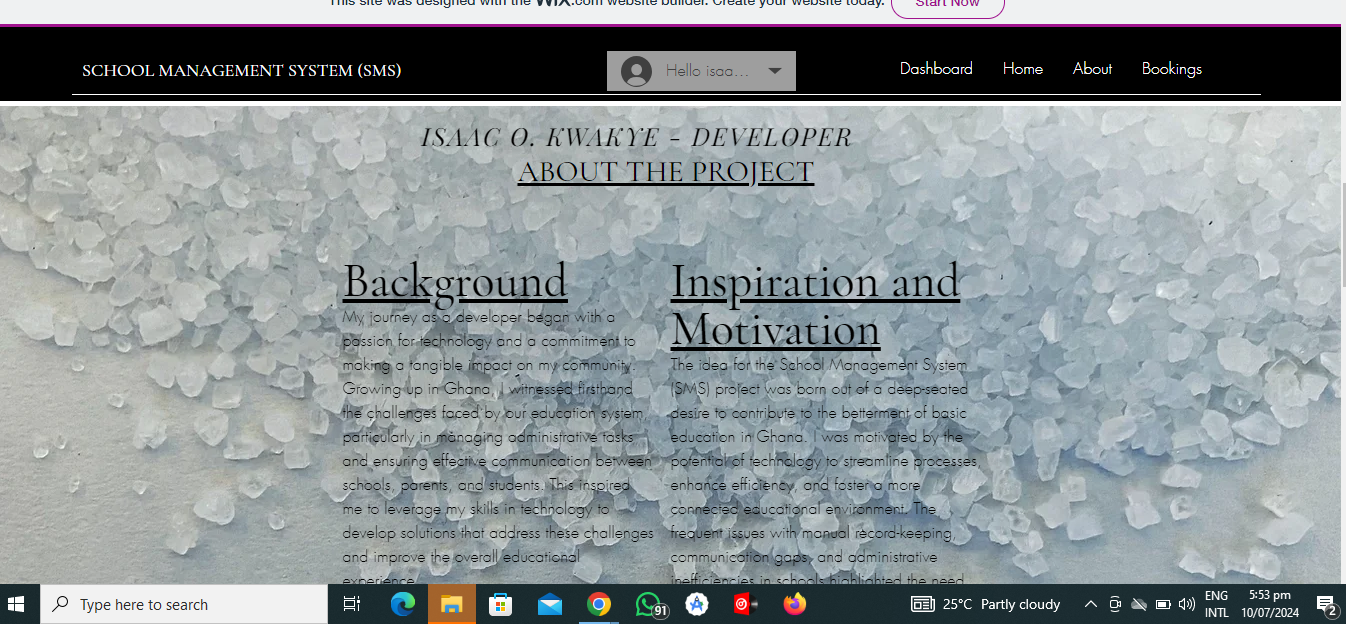 This site was designed with the WiX.com website builder. Create your website today.
Start Now
SCHOOL MANAGEMENT SYSTEM (SMS)
Hello isaa...
Dashboard
Home
About
Bookings
ISAAC O. KWAKYE - DEVELOPER
ABOUT THE PROJECT
Background
My journey as a developer began with a
passion for technology and a commitment to
making a tangible impact on my community.
Growing up in Ghana, I witnessed firsthand
the challenges faced by our education system,
particularly in managing administrative tasks
and ensuring effective communication between
schools, parents, and students. This inspired
me to leverage my skills in technology to
develop solutions that address these challenges
and improve the overall educational
experience.
Inspiration and
Motivation
The idea for the School Management System
(SMS) project was born out of a deep-seated
desire to contribute to the betterment of basic
education in Ghana. I was motivated by the
potential of technology to streamline processes,
enhance efficiency, and foster a more
connected educational environment. The
frequent issues with manual record-keeping,
communication gaps, and administrative
inefficiencies in schools highlighted the need
Type here to search
91
25°C Partly cloudy
ENG
INTL
5:53 pm
10/07/2024
2